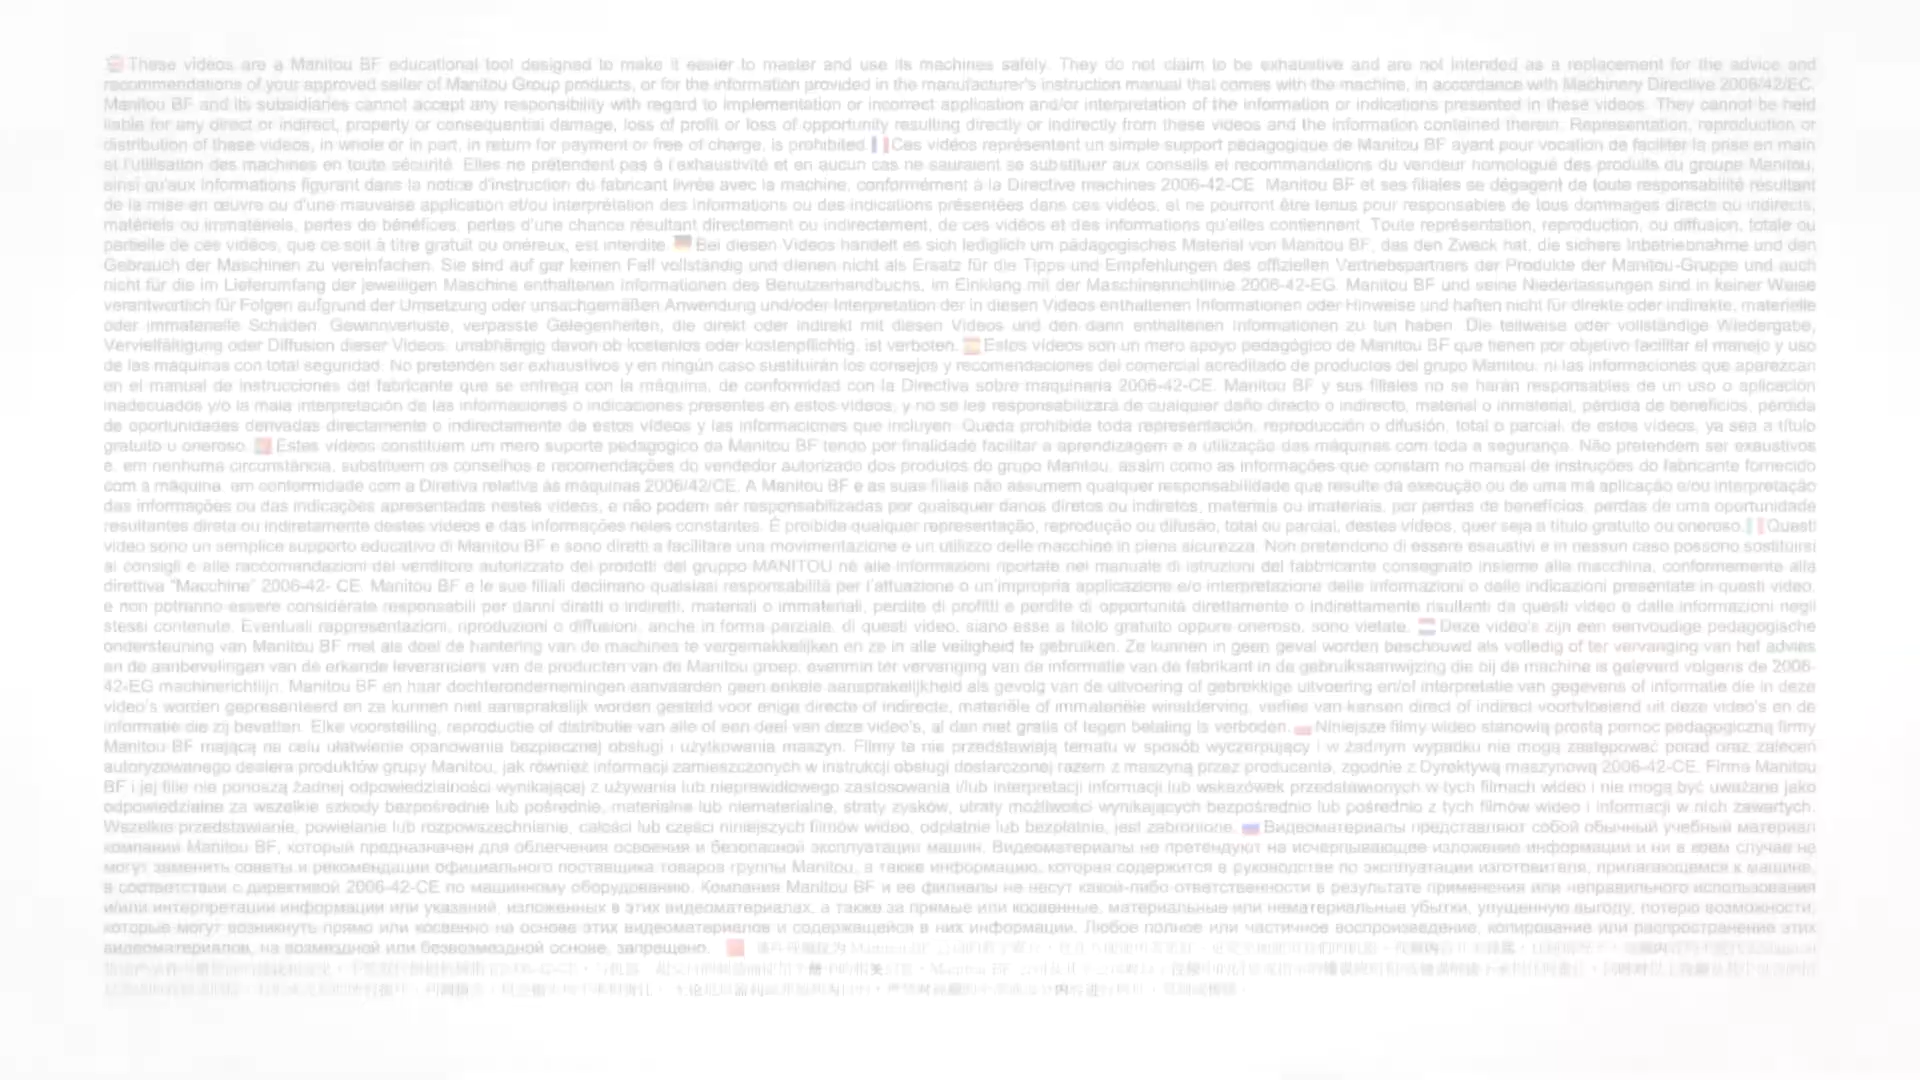 These videos are a Manitou BF educational tool designed to make it easier to master and use its machines safely. They do not claim to be exhaustive and are not intended as a replacement for the advice and
recommendations of your approved seller of Manitou Group products, or for the information provided in the manufacturer's instruction manual that comes with the machine, in accordance with Machinery Directive 2006/42/EC.
Manitou BF and its subsidiaries cannot accept any responsibility with regard to implementation or incorrect application and/or interpretation of the information or indications presented in these videos. They cannot be held
liable for any direct or indirect, property or consequential damage, loss of profit or loss of opportunity resulting directly or indirectly from these videos and the information contained therein. Representation, reproduction or
distribution of these videos, in whole or in part, in return for payment or free of charge, is prohibited. Ces vidéos représentent un simple support pédagogique de Manitou BF ayant pour vocation de faciliter la prise en main
et l'utilisation des machines en toute sécurité. Elles ne prétendent pas à l'exhaustivité et en aucun cas ne sauraient se substituer aux conseils et recommandations du vendeur homologué des produits du groupe Manitou,
ainsi qu'aux informations figurant dans la notice d'instruction du fabricant livrée avec la machine, conformément à la Directive machines 2006-42-CE. Manitou BF et ses filiales se dégagent de toute responsabilité résultant
de la mise en œuvre ou d'une mauvaise application et/ou interprétation des informations ou des indications présentées dans ces vidéos, et ne pourront être tenus pour responsables de tous dommages directs ou indirects,
matériels ou immatériels, pertes de bénéfices, pertes d'une chance résultant directement ou indirectement, de ces vidéos et des informations qu'elles contiennent. Toute représentation, reproduction, ou diffusion, totale ou
partielle de ces vidéos, que ce soit à titre gratuit ou onéreux, est interdite. Bei diesen Videos handelt es sich lediglich um pädagogisches Material von Manitou BF, das den Zweck hat, die sichere Inbetriebnahme und den
Gebrauch der Maschinen zu vereinfachen. Sie sind auf gar keinen Fall vollständig und dienen nicht als Ersatz für die Tipps und Empfehlungen des offiziellen Vertriebspartners der Produkte der Manitou-Gruppe und auch
nicht für die im Lieferumfang der jeweiligen Maschine enthaltenen Informationen des Benutzerhandbuchs, im Einklang mit der Maschinenrichtlinie 2006-42-EG. Manitou BF und seine Niederlassungen sind in keiner Weise
verantwortlich für Folgen aufgrund der Umsetzung oder unsachgemäßen Anwendung und/oder Interpretation der in diesen Videos enthaltenen Informationen oder Hinweise und haften nicht für direkte oder indirekte, materielle
oder immaterielle Schäden, Gewinnverluste, verpasste Gelegenheiten, die direkt oder indirekt mit diesen Videos und den darin enthaltenen Informationen zu tun haben. Die teilweise oder vollständige Wiedergabe,
Vervielfältigung oder Diffusion dieser Videos, unabhängig davon ob kostenlos oder kostenpflichtig, ist verboten. Estos vídeos son un mero apoyo pedagógico de Manitou BF que tienen por objetivo facilitar el manejo y uso
de las máquinas con total seguridad. No pretenden ser exhaustivos y en ningún caso sustituirán los consejos y recomendaciones del comercial acreditado de productos del grupo Manitou, ni las informaciones que aparezcan
en el manual de instrucciones del fabricante que se entrega con la máquina, de conformidad con la Directiva sobre maquinaria 2006-42-CE. Manitou BF y sus filiales no se harán responsables de un uso o aplicación
inadecuados y/o la mala interpretación de las informaciones o indicaciones presentes en estos vídeos, y no se les responsabilizará de cualquier daño directo o indirecto, material o inmaterial, pérdida de beneficios, pérdida
de oportunidades derivadas directamente o indirectamente de estos vídeos y las informaciones que incluyen. Queda prohibida toda representación, reproducción o difusión, total o parcial, de estos vídeos, ya sea a título
gratuito u oneroso. Estes vídeos constituem um mero suporte pedagógico da Manitou BF tendo por finalidade facilitar a aprendizagem e a utilização das máquinas com toda a segurança. Não pretendem ser exaustivos
e, em nenhuma circunstância, substituem os conselhos e recomendações do vendedor autorizado dos produtos do grupo Manitou, assim como as informações que constam no manual de instruções do fabricante fornecido
com a máquina, em conformidade com a Diretiva relativa às máquinas 2006/42/CE. A Manitou BF e as suas filiais não assumem qualquer responsabilidade que resulte da execução ou de uma má aplicação e/ou interpretação
das informações ou das indicações apresentadas nestes vídeos, e não podem ser responsabilizadas por quaisquer danos diretos ou indiretos, materiais ou imateriais, por perdas de benefícios, perdas de uma oportunidade
resultantes direta ou indiretamente destes vídeos e das informações neles constantes. É proibida qualquer representação, reprodução ou difusão, total ou parcial, destes vídeos, quer seja a título gratuito ou oneroso. Questi
video sono un semplice supporto educativo di Manitou BF e sono diretti a facilitare una movimentazione e un utilizzo delle macchine in piena sicurezza. Non pretendono di essere esaustivi e in nessun caso possono sostituirsi
ai consigli e alle raccomandazioni del venditore autorizzato dei prodotti del gruppo MANITOU né alle informazioni riportate nel manuale di istruzioni del fabbricante consegnato insieme alla macchina, conformemente alla
direttiva "Macchine" 2006-42- CE. Manitou BF e le sue filiali declinano qualsiasi responsabilità per l'attuazione o un'impropria applicazione e/o interpretazione delle informazioni o delle indicazioni presentate in questi video,
e non potranno essere considerate responsabili per danni diretti o indiretti, materiali o immateriali, perdite di profitti e perdite di opportunità direttamente o indirettamente risultanti da questi video e dalle informazioni negli
stessi contenute. Eventuali rappresentazioni, riproduzioni o diffusioni, anche in forma parziale, di questi video, siano esse a titolo gratuito oppure oneroso, sono vietate. Deze video's zijn een eenvoudige pedagogische
ondersteuning van Manitou BF met als doel de hantering van de machines te vergemakkelijken en ze in alle veiligheid te gebruiken. Ze kunnen in geen geval worden beschouwd als volledig of ter vervanging van het advies
en de aanbevelingen van de erkende leveranciers van de producten van de Manitou groep, evenmin ter vervanging van de informatie van de fabrikant in de gebruiksaanwijzing die bij de machine is geleverd volgens de 2006-
42-EG machinerichtlijn. Manitou BF en haar dochterondernemingen aanvaarden geen enkele aansprakelijkheid als gevolg van de uitvoering of gebrekkige uitvoering en/of interpretatie van gegevens of informatie die in deze
video's worden gepresenteerd en ze kunnen niet aansprakelijk worden gesteld voor enige directe of indirecte, materiële of immateriële winstderving, verlies van kansen direct of indirect voortvloeiend uit deze video's en de
informatie die zij bevatten. Elke voorstelling, reproductie of distributie van alle of een deel van deze video's, al dan niet gratis of tegen betaling is verboden. Niniejsze filmy wideo stanowią prostą pomoc pedagogiczną firmy
Manitou BF mającą na celu ułatwienie opanowania bezpiecznej obsługi i użytkowania maszyn. Filmy te nie przedstawiają tematu w sposób wyczerpujący i w żadnym wypadku nie mogą zastępować porad oraz zaleceń
autoryzowanego dealera produktów grupy Manitou, jak również informacji zamieszczonych w instrukcji obsługi dostarczonej razem z maszyną przez producenta, zgodnie z Dyrektywą maszynową 2006-42-CE. Firma Manitou
BF i jej filie nie ponoszą żadnej odpowiedzialności wynikającej z używania lub nieprawidłowego zastosowania i/lub interpretacji informacji lub wskazówek przedstawionych w tych filmach wideo i nie mogą być uważane jako
odpowiedzialne za wszelkie szkody bezpośrednie lub pośrednie, materialne lub niematerialne, straty zysków, utraty możliwości wynikających bezpośrednio lub pośrednio z tych filmów wideo i informacji w nich zawartych.
Wszelkie przedstawianie, powielanie lub rozpowszechnianie, całości lub części niniejszych filmów wideo, odpłatnie lub bezpłatnie, jest zabronione. Видеоматериалы представляют собой обычный учебный материал
компании Manitou BF, который предназначен для облегчения освоения и безопасной эксплуатации машин. Видеоматериалы не претендуют на исчерпывающее изложение информации и ни в коем случае не
могут заменить советы и рекомендации официального поставщика товаров группы Manitou, а также информацию, которая содержится в руководстве по эксплуатации изготовителя, прилагающемся к машине,
в соответствии с директивой 2006-42-CE по машинному оборудованию. Компания Manitou BF и ее филиалы не несут какой-либо ответственности в результате применения или неправильного использования
и/или интерпретации информации или указаний, изложенных в этих видеоматериалах, а также за прямые или косвенные, материальные или нематериальные убытки, упущенную выгоду, потерю возможности,
которые могут возникнуть прямо или косвенно на основе этих видеоматериалов и содержащейся в них информации. Любое полное или частичное воспроизведение, копирование или распространение этих
видеоматериалов, на возмездной или безвозмездной основе, запрещено.